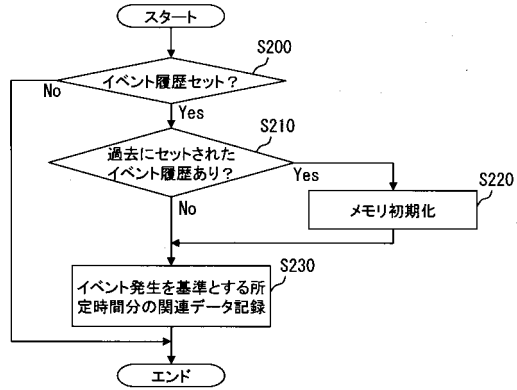 スタート
S200
イベント履歴セット？
No
Yes
S210
過去にセットされた
イベント履歴あり？
Yes
S220
No
メモリ初期化
S230
イベント発生を基準とする所
定時間分の関連データ記録
エンド